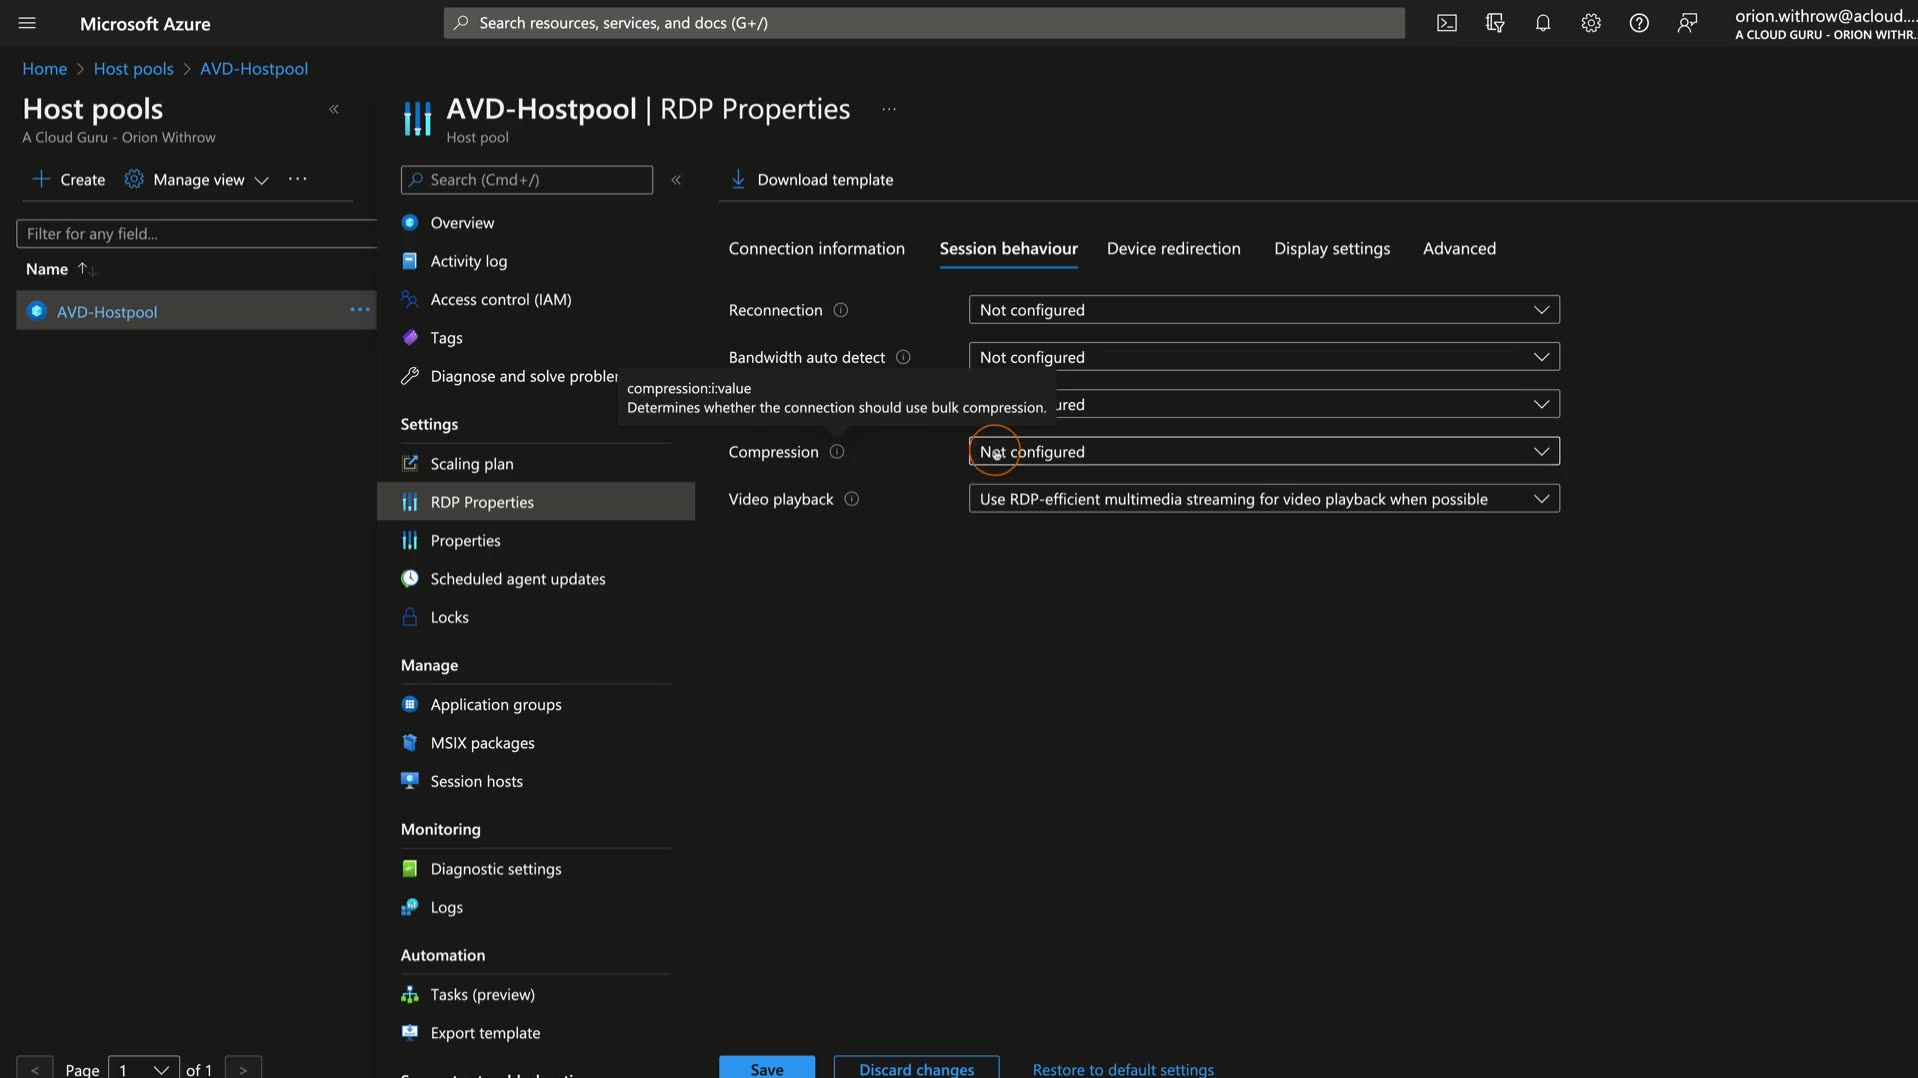 Microsoft Azure
Search resources, services, and docs (G+/)
orion.withrow@acloud....
A CLOUD GURU - ORION WITHR...
Home > Host pools > AVD-Hostpool
Host pools
A Cloud Guru - Orion Withrow
Create
Manage view
Filter for any field...
Name
AVD-Hostpool
Page 1 of 1
AVD-Hostpool | RDP Properties
Host pool
Search (Cmd+/)
Overview
Activity log
Access control (IAM)
Tags
Diagnose and solve problem
Settings
Scaling plan
RDP Properties
Properties
Scheduled agent updates
Locks
Manage
Application groups
MSIX packages
Session hosts
Monitoring
Diagnostic settings
Logs
Automation
Tasks (preview)
Export template
Download template
Connection information
Session behaviour
Device redirection
Display settings
Advanced
Reconnection
Not configured
Bandwidth auto detect
Not configured
compression:i:value
Determines whether the connection should use bulk compression.
ured
Compression
Not configured
Video playback
Use RDP-efficient multimedia streaming for video playback when possible
Save
Discard changes
Restore to default settings